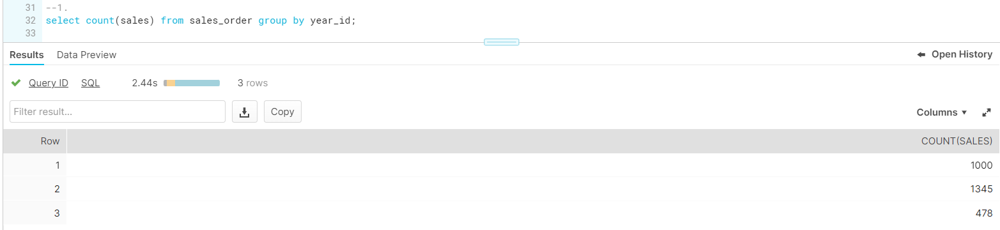 31 --1.
32 select count(sales) from sales_order group by year_id;
33
Results Data Preview Open History
Query ID SQL 2.44s 3 rows
Filter result... Copy Columns
Row COUNT(SALES)
1 1000
2 1345
3 478